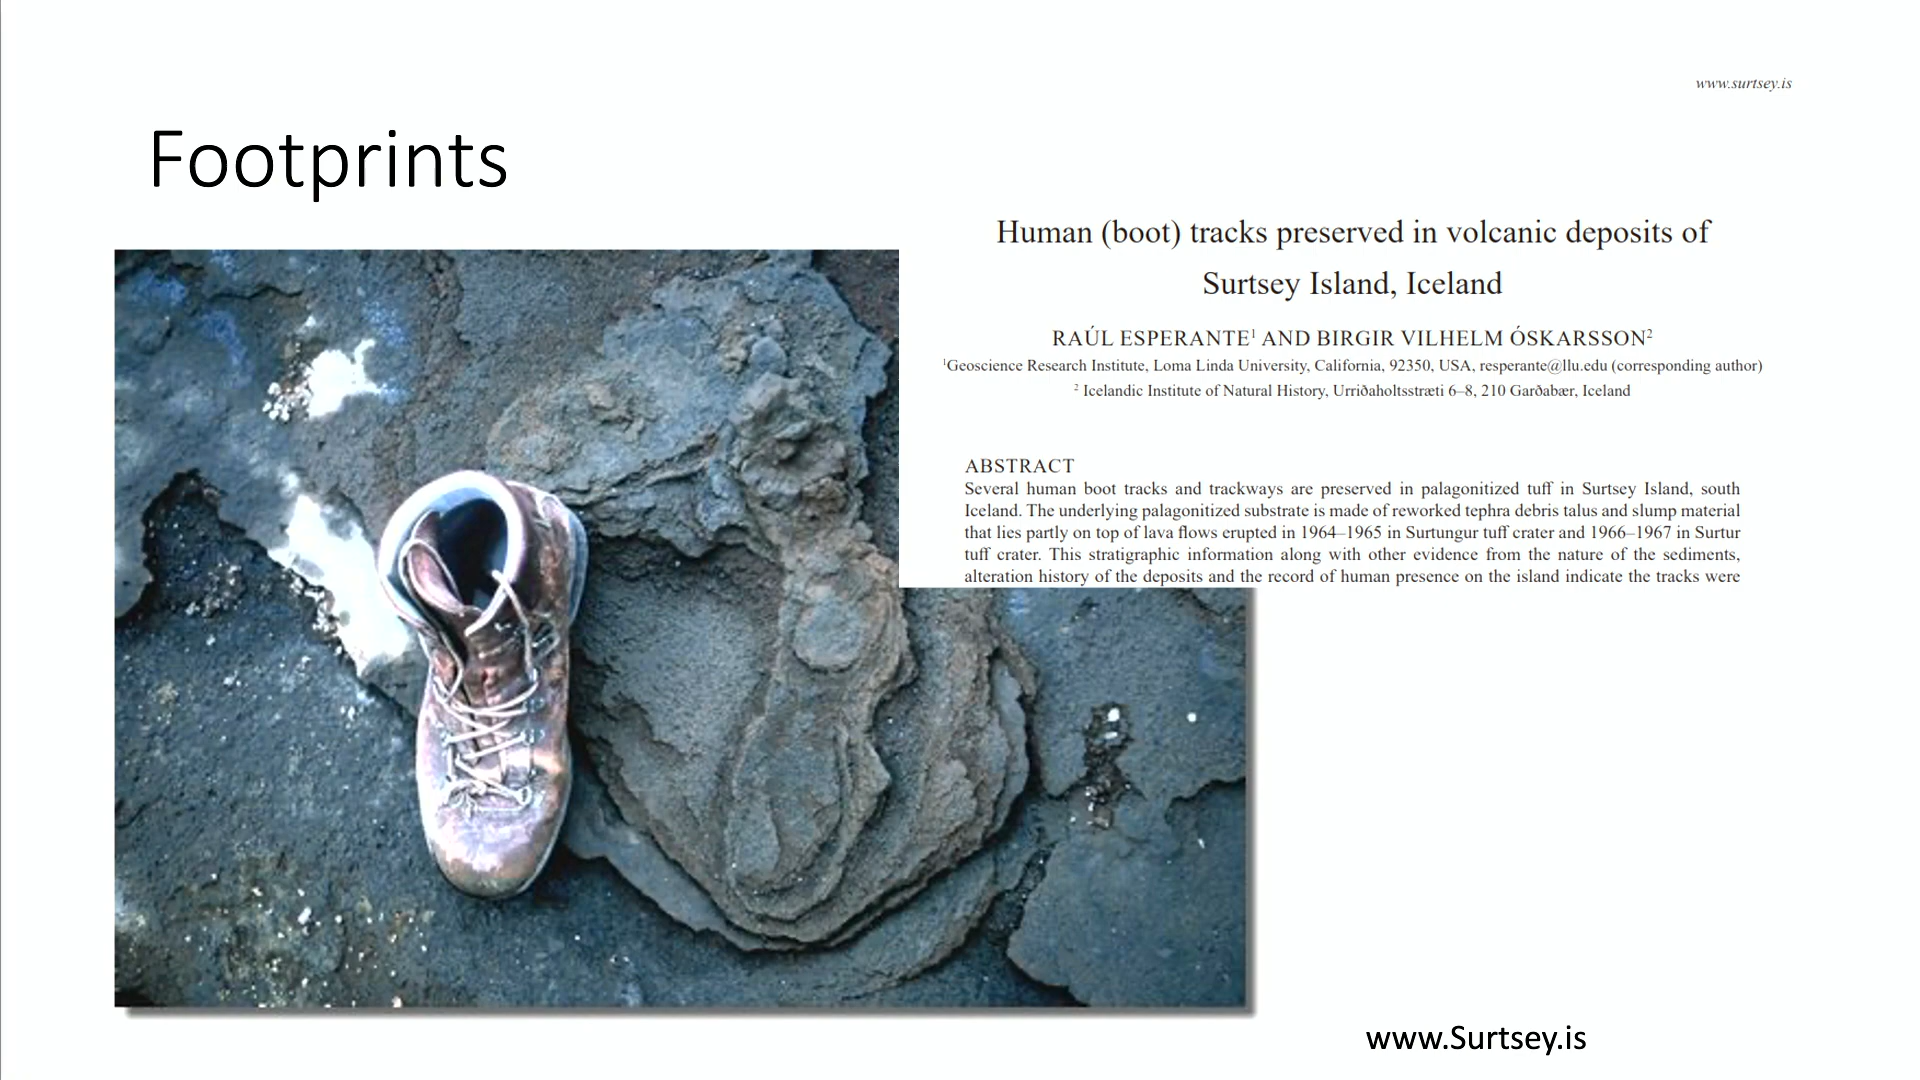 www.surtsey.is
Footprints
Human (boot) tracks preserved in volcanic deposits of
Surtsey Island, Iceland
RAÚL ESPERANTE¹ AND BIRGIR VILHELM ÓSKARSSON²
¹Geoscience Research Institute, Loma Linda University, California, 92350, USA, resperante@llu.edu (corresponding author)
² Icelandic Institute of Natural History, Urriðaholtsstræti 6–8, 210 Garðabær, Iceland
ABSTRACT
Several human boot tracks and trackways are preserved in palagonitized tuff in Surtsey Island, south
Iceland. The underlying palagonitized substrate is made of reworked tephra debris talus and slump material
that lies partly on top of lava flows erupted in 1964–1965 in Surtungur tuff crater and 1966–1967 in Surtur
tuff crater. This stratigraphic information along with other evidence from the nature of the sediments,
alteration history of the deposits and the record of human presence on the island indicate the tracks were
www.Surtsey.is